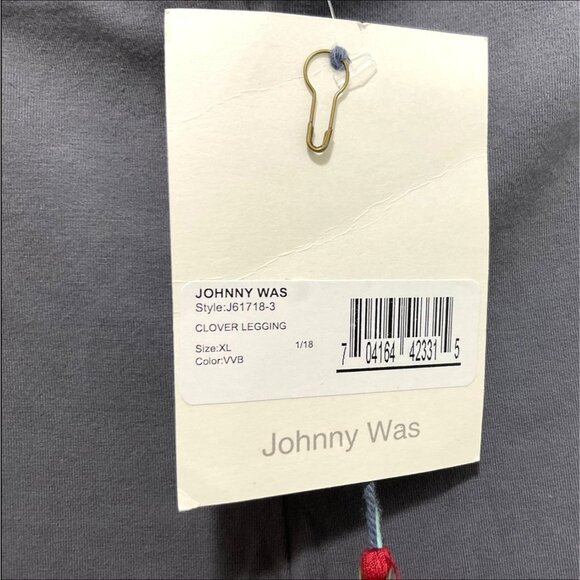 JOHNNY WAS
Style:J61718-3
CLOVER LEGGING
Size:XL 1/18
Color:VVB
7 04164 42331 5
Johnny Was